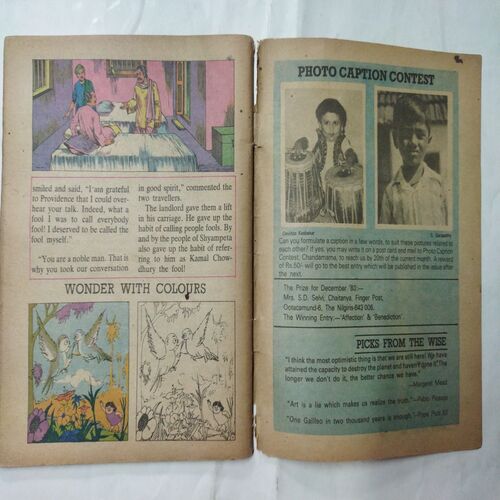 smiled and said, "I am grateful
to Providence that I could over-
hear your talk. Indeed, what a
fool I was to call everybody
fool! I deserved to be called the
fool myself."
"You are a noble man. That is
why you took our conversation
in good spirit," commented the
two travellers.
The landlord gave them a lift
in his carriage. He gave up the
habit of calling people fools. By
and by the people of Shyampota
also gave up the habit of refer-
ring to him as Kamal Chow-
dhury the fool!
WONDER WITH COLOURS
PHOTO CAPTION CONTEST
Can you formulate a caption in a few words, to suit these pictures related to
each other? If yes, you may write it on a post card and mail to Photo Caption
Contest, Chandamama, to reach us by 20th of the current month. A reward
of Rs.50/- will go to the best entry which will be published in the issue after
the next.
The Prize for December '83:—
Mrs. S.D. Selvi, Chaitanya, Finger Post,
Ootacamund-6, The Nilgiris-643 006.
The Winning Entry:—'Affection' & 'Benediction'
PICKS FROM THE WISE
"I think the most optimistic thing is that we are still here! We have
attained the capacity to destroy the planet and haven't done it. The
longer we don't do it, the better chance we have."
—Margaret Mead
"Art is a lie which makes us realize the truth."—Pablo Picasso
"One Galileo in two thousand years is enough."—Pope Pius XII